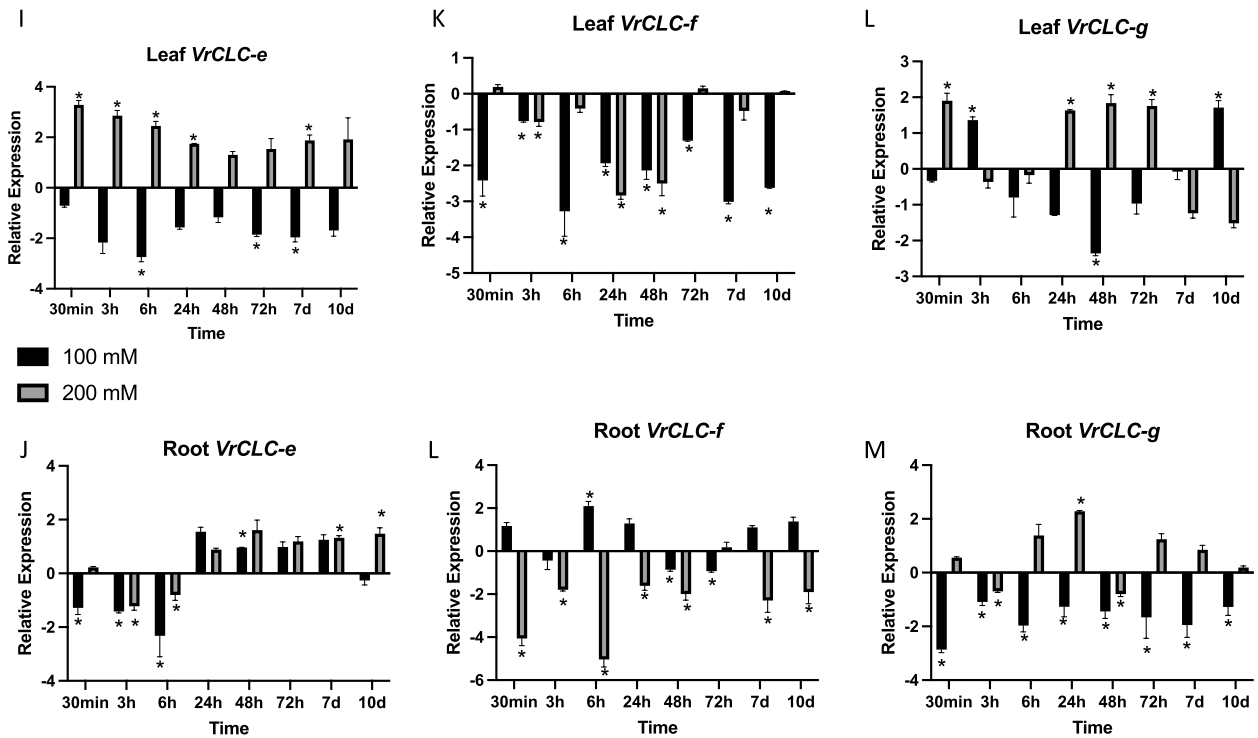 I
Leaf VrCLC-e
Relative Expression
4
2
0
-2
-4
* * * * * * * *
30min 3h 6h 24h 48h 72h 7d 10d
Time
K
Leaf VrCLC-f
Relative Expression
1
0
-1
-2
-3
-4
-5
* * * * * * * * * *
30min 3h 6h 24h 48h 72h 7d 10d
Time
L
Leaf VrCLC-g
Relative Expression
3
2
1
0
-1
-2
-3
* * * * * * *
30min 3h 6h 24h 48h 72h 7d 10d
Time
100 mM
200 mM
J
Root VrCLC-e
Relative Expression
4
2
0
-2
-4
* * * * * * * *
30min 3h 6h 24h 48h 72h 7d 10d
Time
L
Root VrCLC-f
Relative Expression
4
2
0
-2
-4
-6
* * * * * * * * * *
30min 3h 6h 24h 48h 72h 7d 10d
Time
M
Root VrCLC-g
Relative Expression
4
2
0
-2
-4
* * * * * * * * * * *
30min 3h 6h 24h 48h 72h 7d 10d
Time